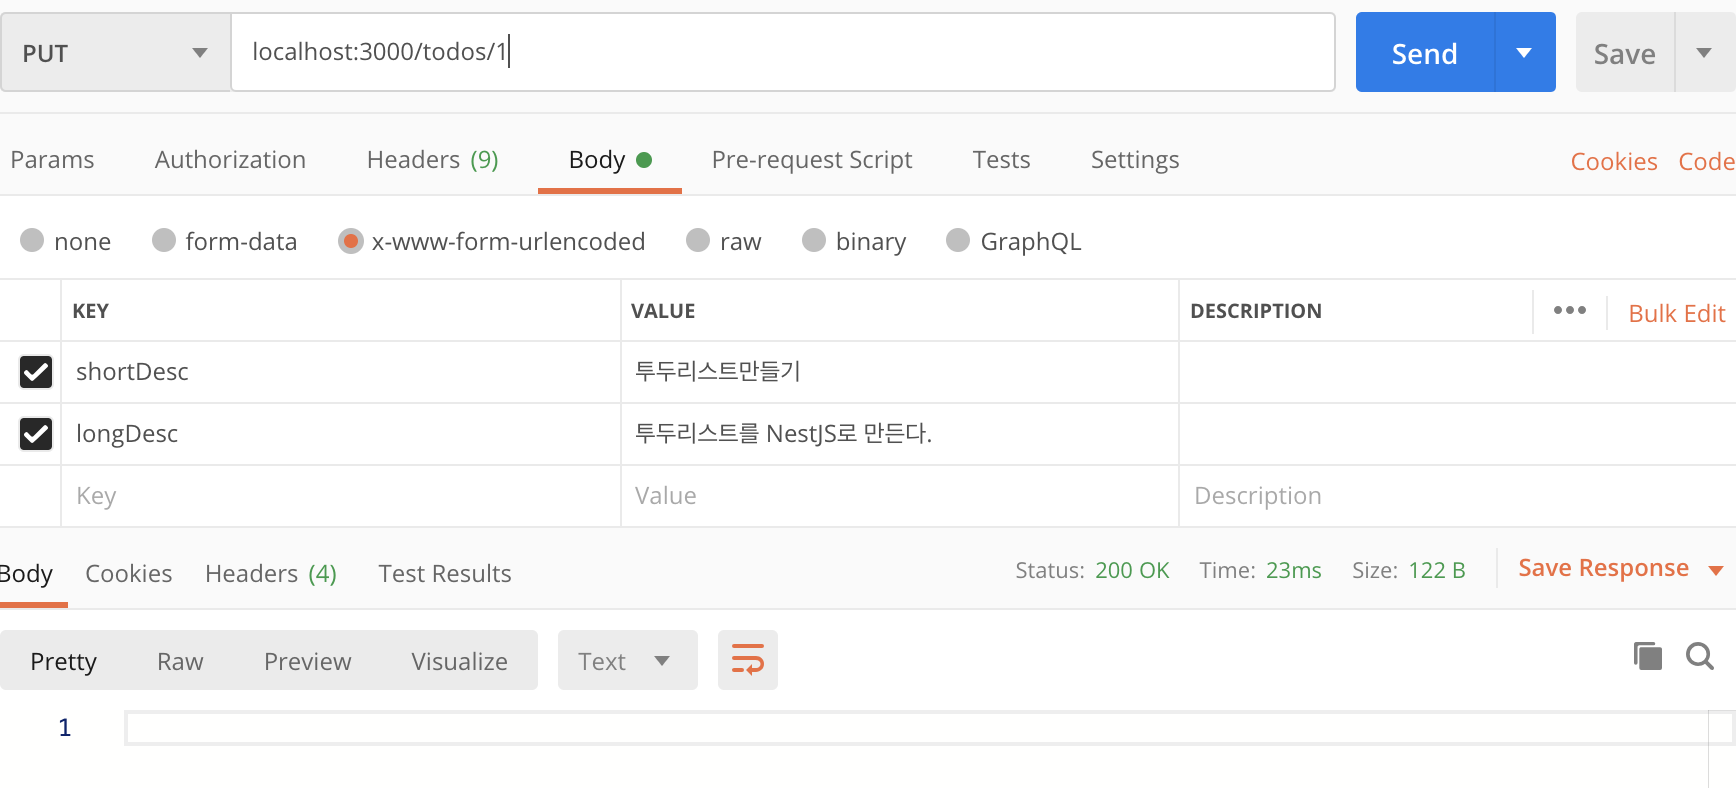 PUT localhost:3000/todos/1 Send Save
Params Authorization Headers (9) Body Pre-request Script Tests Settings Cookies Code
none form-data x-www-form-urlencoded raw binary GraphQL
KEY VALUE DESCRIPTION ••• Bulk Edit
shortDesc 투두리스트만들기
longDesc 투두리스트를 NestJS로 만든다.
Key Value Description
Body Cookies Headers (4) Test Results Status: 200 OK Time: 23ms Size: 122 B Save Response
Pretty Raw Preview Visualize Text
1